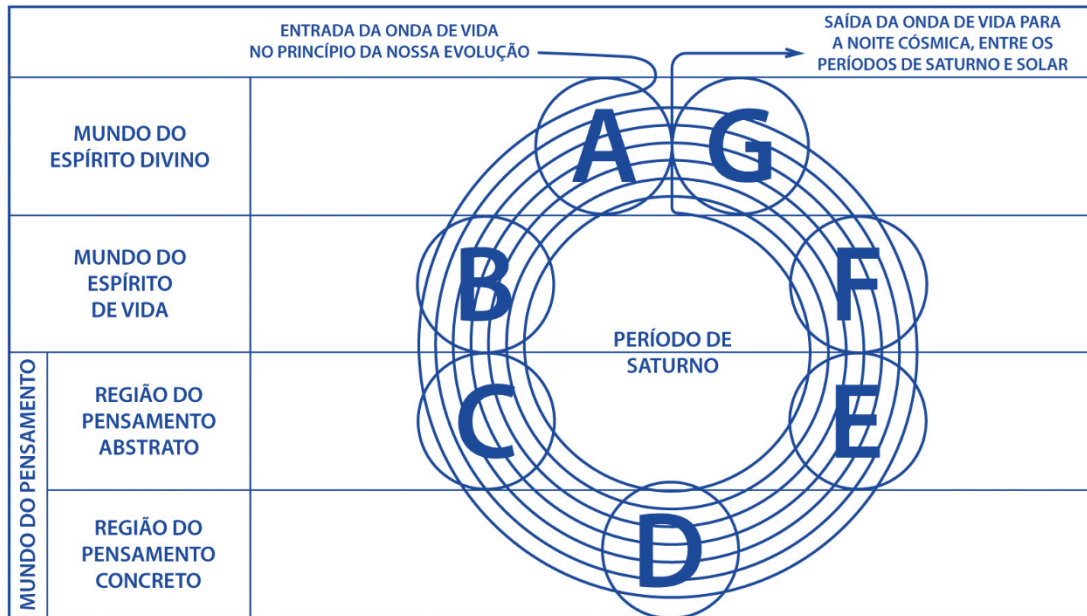 ENTRADA DA ONDA DE VIDA
NO PRINCÍPIO DA NOSSA EVOLUÇÃO
SAÍDA DA ONDA DE VIDA PARA
A NOITE CÓSMICA, ENTRE OS
PERÍODOS DE SATURNO E SOLAR
MUNDO DO
ESPÍRITO DIVINO
A
G
MUNDO DO
ESPÍRITO
DE VIDA
B
F
PERÍODO DE
SATURNO
MUNDO DO PENSAMENTO
REGIÃO DO
PENSAMENTO
ABSTRATO
C
E
REGIÃO DO
PENSAMENTO
CONCRETO
D